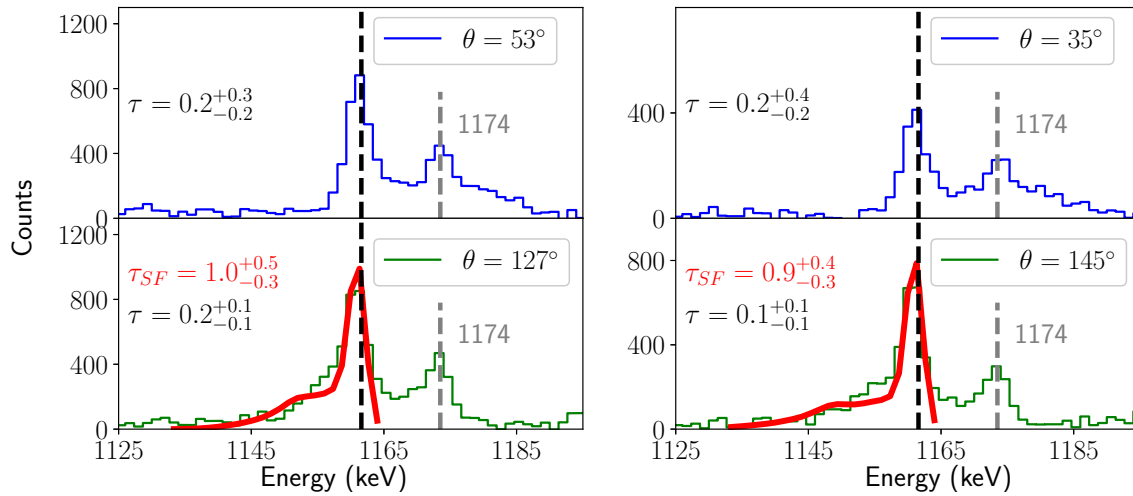 1200
θ = 53°
θ = 35°
800
τ = 0.2 +0.3 −0.2
1174
τ = 0.2 +0.4 −0.2
400
1174
400
0
0
Counts
1200
θ = 127°
θ = 145°
τSF = 1.0 +0.5 −0.3
τSF = 0.9 +0.4 −0.3
800
800
τ = 0.2 +0.1 −0.1
τ = 0.1 +0.1 −0.1
1174
1174
400
400
0
0
1125 1145 1165 1185
1125 1145 1165 1185
Energy (keV)
Energy (keV)